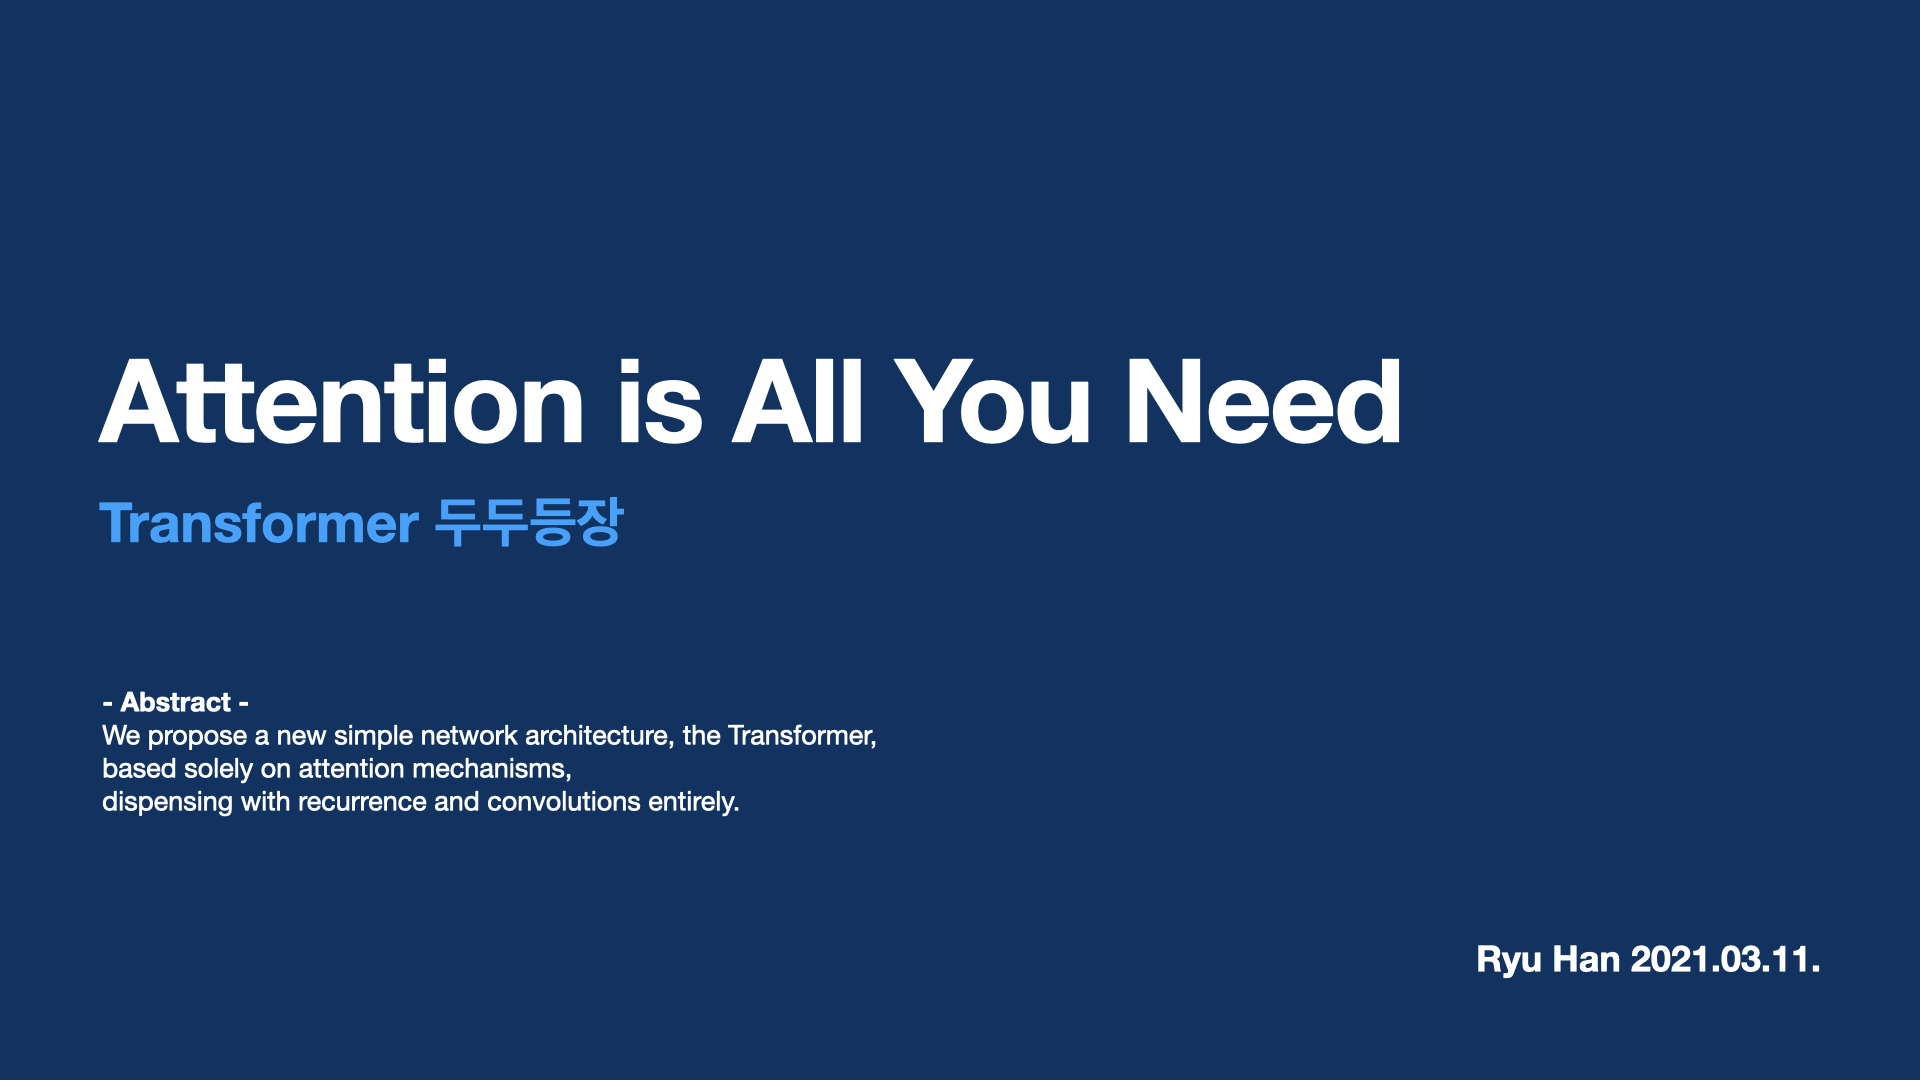 Attention is All You Need
Transformer 두두등장
- Abstract -
We propose a new simple network architecture, the Transformer,
based solely on attention mechanisms,
dispensing with recurrence and convolutions entirely.
Ryu Han 2021.03.11.